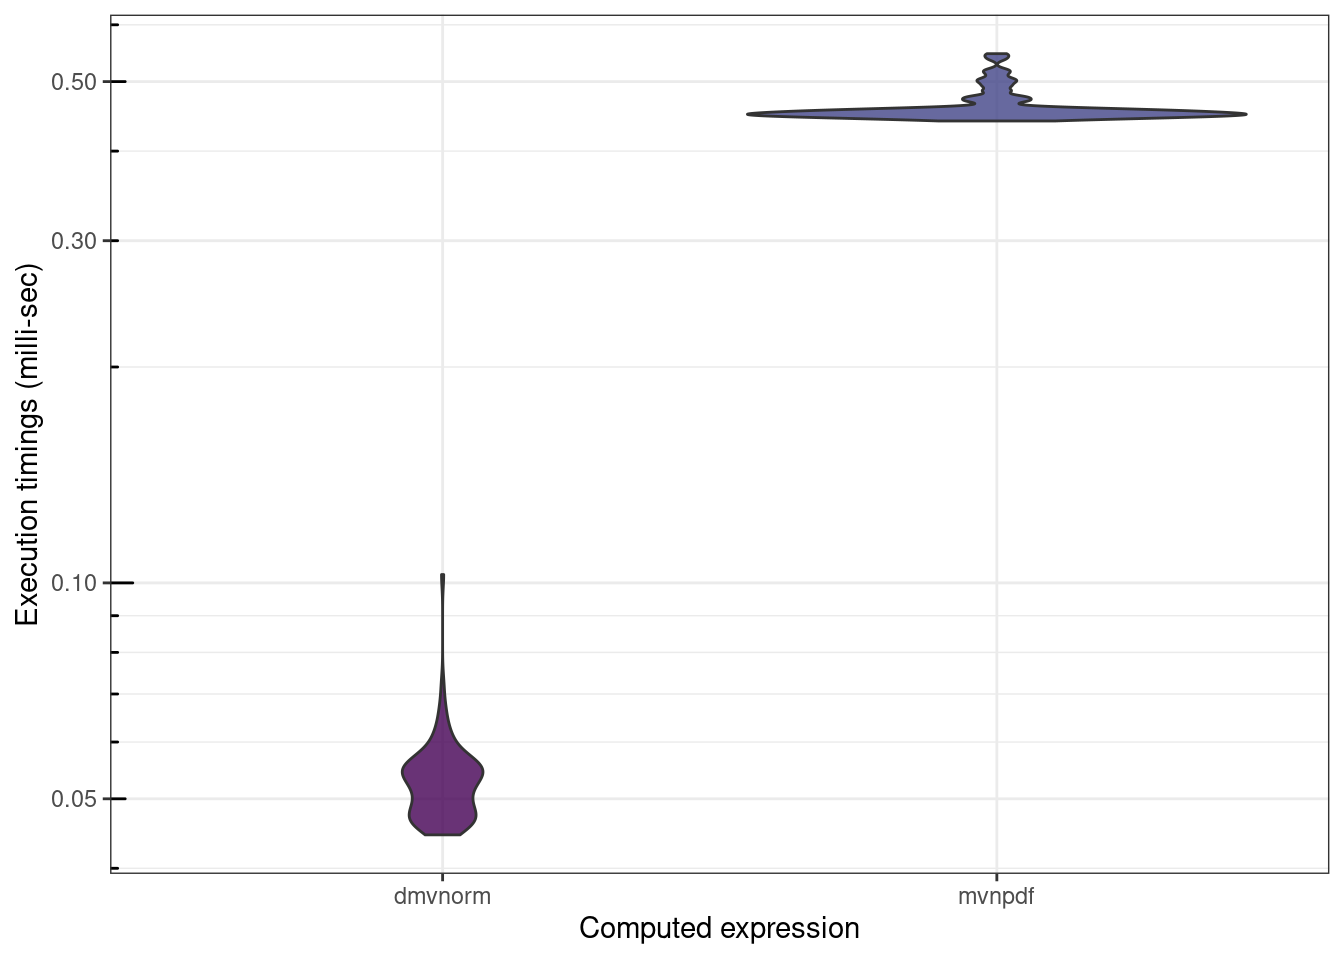 Execution timings (milli-sec)
0.50
0.30
0.10
0.05
dmvnorm
mvnpdf
Computed expression